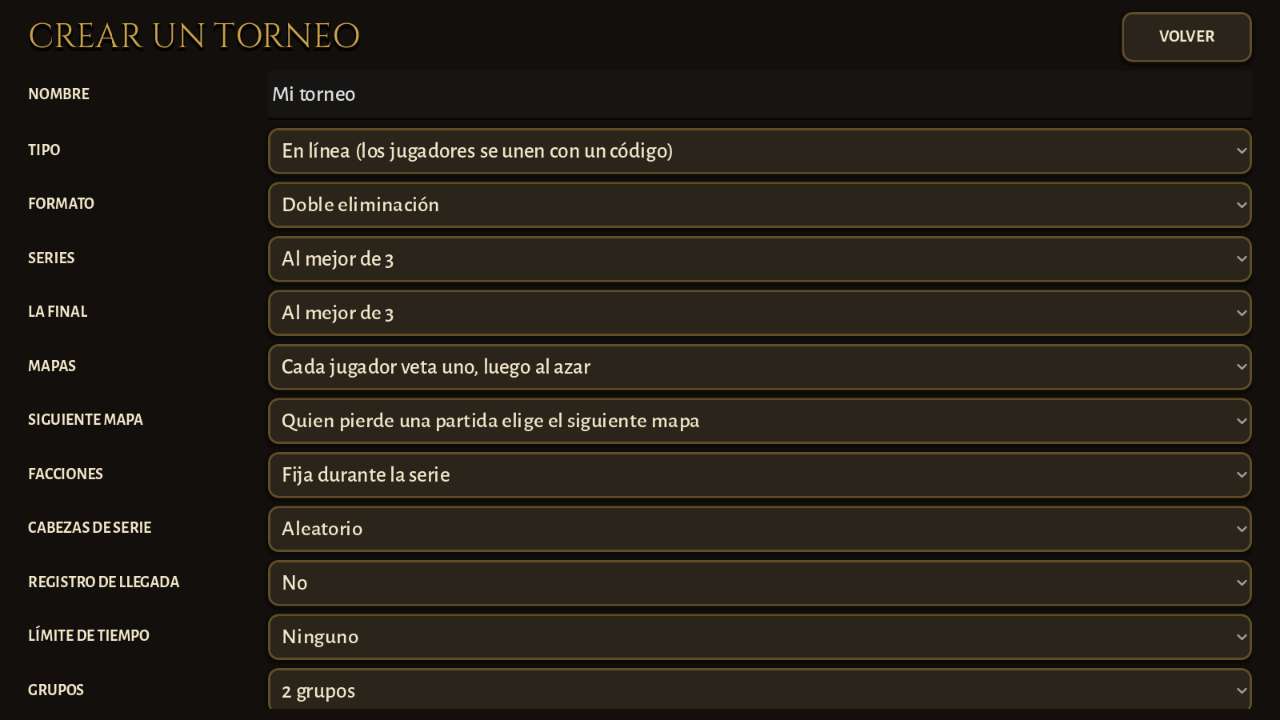 CREAR UN TORNEO
VOLVER
NOMBRE
Mi torneo
TIPO
En línea (los jugadores se unen con un código)
FORMATO
Doble eliminación
SERIES
Al mejor de 3
LA FINAL
Al mejor de 3
MAPAS
Cada jugador veta uno, luego al azar
SIGUIENTE MAPA
Quien pierde una partida elige el siguiente mapa
FACCIONES
Fija durante la serie
CABEZAS DE SERIE
Aleatorio
REGISTRO DE LLEGADA
No
LÍMITE DE TIEMPO
Ninguno
GRUPOS
2 grupos